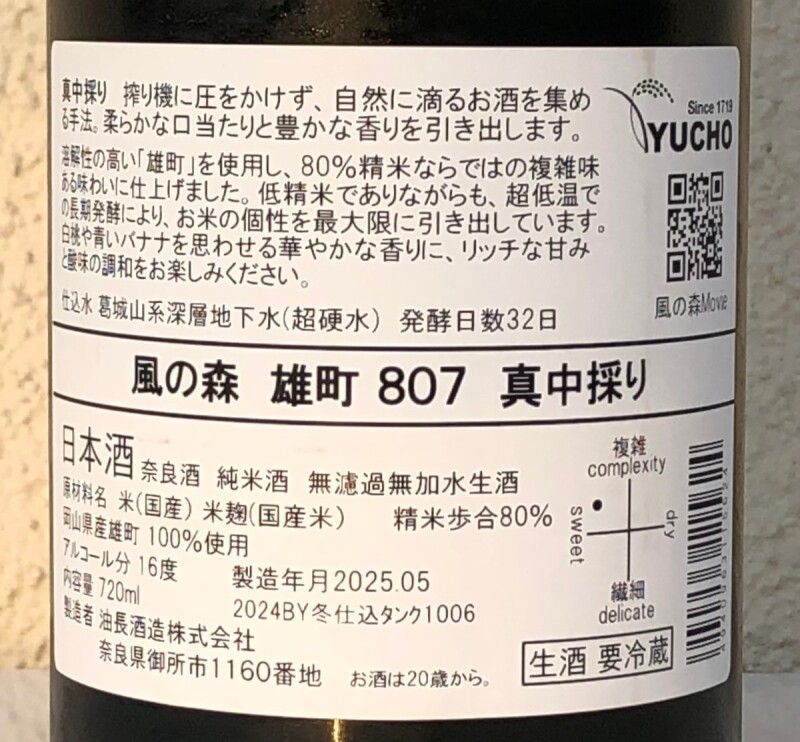 真中採り 搾り機に圧をかけず、自然に滴るお酒を集め
る手法。柔らかな口当たりと豊かな香りを引き出します。
溶解性の高い「雄町」を使用し、80%精米ならではの複雑味
ある味わいに仕上げました。低精米でありながらも、超低温で
の長期発酵により、お米の個性を最大限に引き出しています。
白桃や青いバナナを思わせる華やかな香りに、リッチな甘み
と酸味の調和をお楽しみください。
仕込水 葛城山系深層地下水(超硬水) 発酵日数32日
Since 1719
YUCHO
風の森Movie
風の森 雄町 807 真中採り
日本酒 奈良酒 純米酒 無濾過無加水生酒
原材料名 米(国産) 米麹(国産米) 精米歩合80%
岡山県産雄町 100%使用
アルコール分 16度 製造年月2025.05
内容量 720ml 2024BY冬仕込タンク1006
製造者 油長酒造株式会社
奈良県御所市1160番地 お酒は20歳から。
複雑
complexity
sweet
dry
繊細
delicate
生酒 要冷蔵